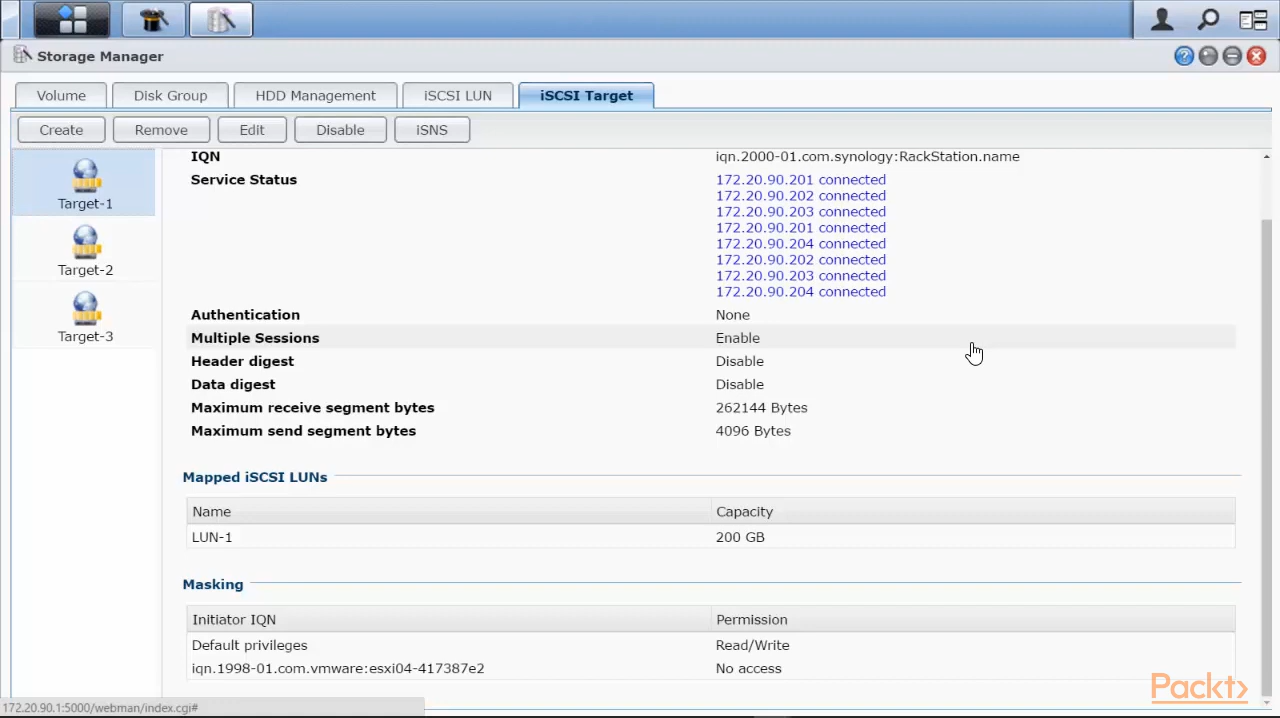 Storage Manager
Volume Disk Group HDD Management iSCSI LUN iSCSI Target
Create Remove Edit Disable iSNS
Target-1
Target-2
Target-3
IQN iqn.2000-01.com.synology:RackStation.name
Service Status 172.20.90.201 connected
172.20.90.202 connected
172.20.90.203 connected
172.20.90.201 connected
172.20.90.204 connected
172.20.90.202 connected
172.20.90.203 connected
172.20.90.204 connected
Authentication None
Multiple Sessions Enable
Header digest Disable
Data digest Disable
Maximum receive segment bytes 262144 Bytes
Maximum send segment bytes 4096 Bytes
Mapped iSCSI LUNs
Name Capacity
LUN-1 200 GB
Masking
Initiator IQN Permission
Default privileges Read/Write
iqn.1998-01.com.vmware:esxi04-417387e2 No access
Packt>
172.20.90.1:5000/webman/index.cgi#